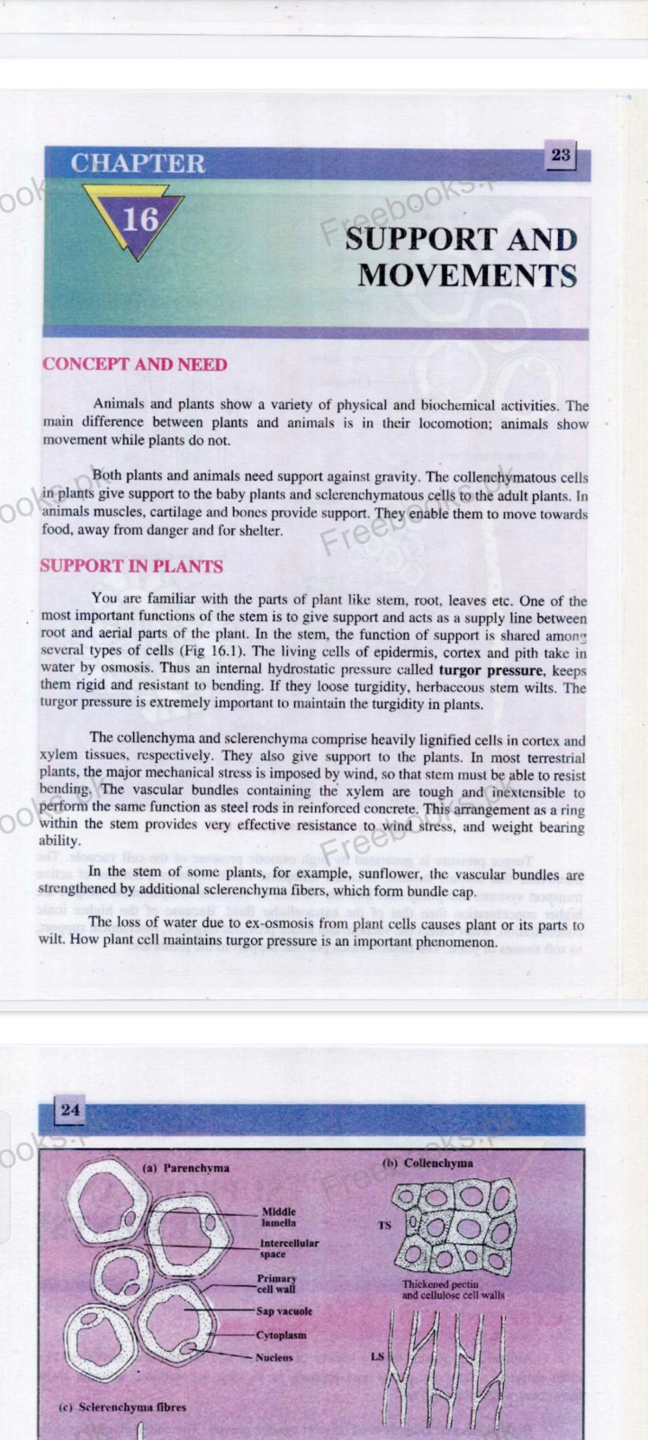 23
CHAPTER
16
SUPPORT AND
MOVEMENTS
CONCEPT AND NEED
Animals and plants show a variety of physical and biochemical activities. The
main difference between plants and animals is in their locomotion; animals show
movement while plants do not.
Both plants and animals need support against gravity. The collenchymatous cells
in plants give support to the baby plants and sclerenchymatous cells to the adult plants. In
animals muscles, cartilage and bones provide support. They enable them to move towards
food, away from danger and for shelter.
SUPPORT IN PLANTS
You are familiar with the parts of plant like stem, root, leaves etc. One of the
most important functions of the stem is to give support and acts as a supply line between
root and aerial parts of the plant. In the stem, the function of support is shared among
several types of cells (Fig 16.1). The living cells of epidermis, cortex and pith take in
water by osmosis. Thus an internal hydrostatic pressure called turgor pressure, keeps
them rigid and resistant to bending. If they loose turgidity, herbaceous stem wilts. The
turgor pressure is extremely important to maintain the turgidity in plants.
The collenchyma and sclerenchyma comprise heavily lignified cells in cortex and
xylem tissues, respectively. They also give support to the plants. In most terrestrial
plants, the major mechanical stress is imposed by wind, so that stem must be able to resist
bending. The vascular bundles containing the xylem are tough and inextensible to
perform the same function as steel rods in reinforced concrete. This arrangement as a ring
within the stem provides very effective resistance to wind stress, and weight bearing
ability.
In the stem of some plants, for example, sunflower, the vascular bundles are
strengthened by additional sclerenchyma fibers, which form bundle cap.
The loss of water due to ex-osmosis from plant cells causes plant or its parts to
wilt. How plant cell maintains turgor pressure is an important phenomenon.
24
(a) Parenchyma
(b) Collenchyma
Middle
lamella
Intercellular
space
Primary
cell wall
Sap vacuole
Cytoplasm
Nucleus
TS
Thickened pectin
and cellulose cell walls
LS
(c) Sclerenchyma fibres
Freebooks.pk
Freebooks.pk
Freebooks.pk